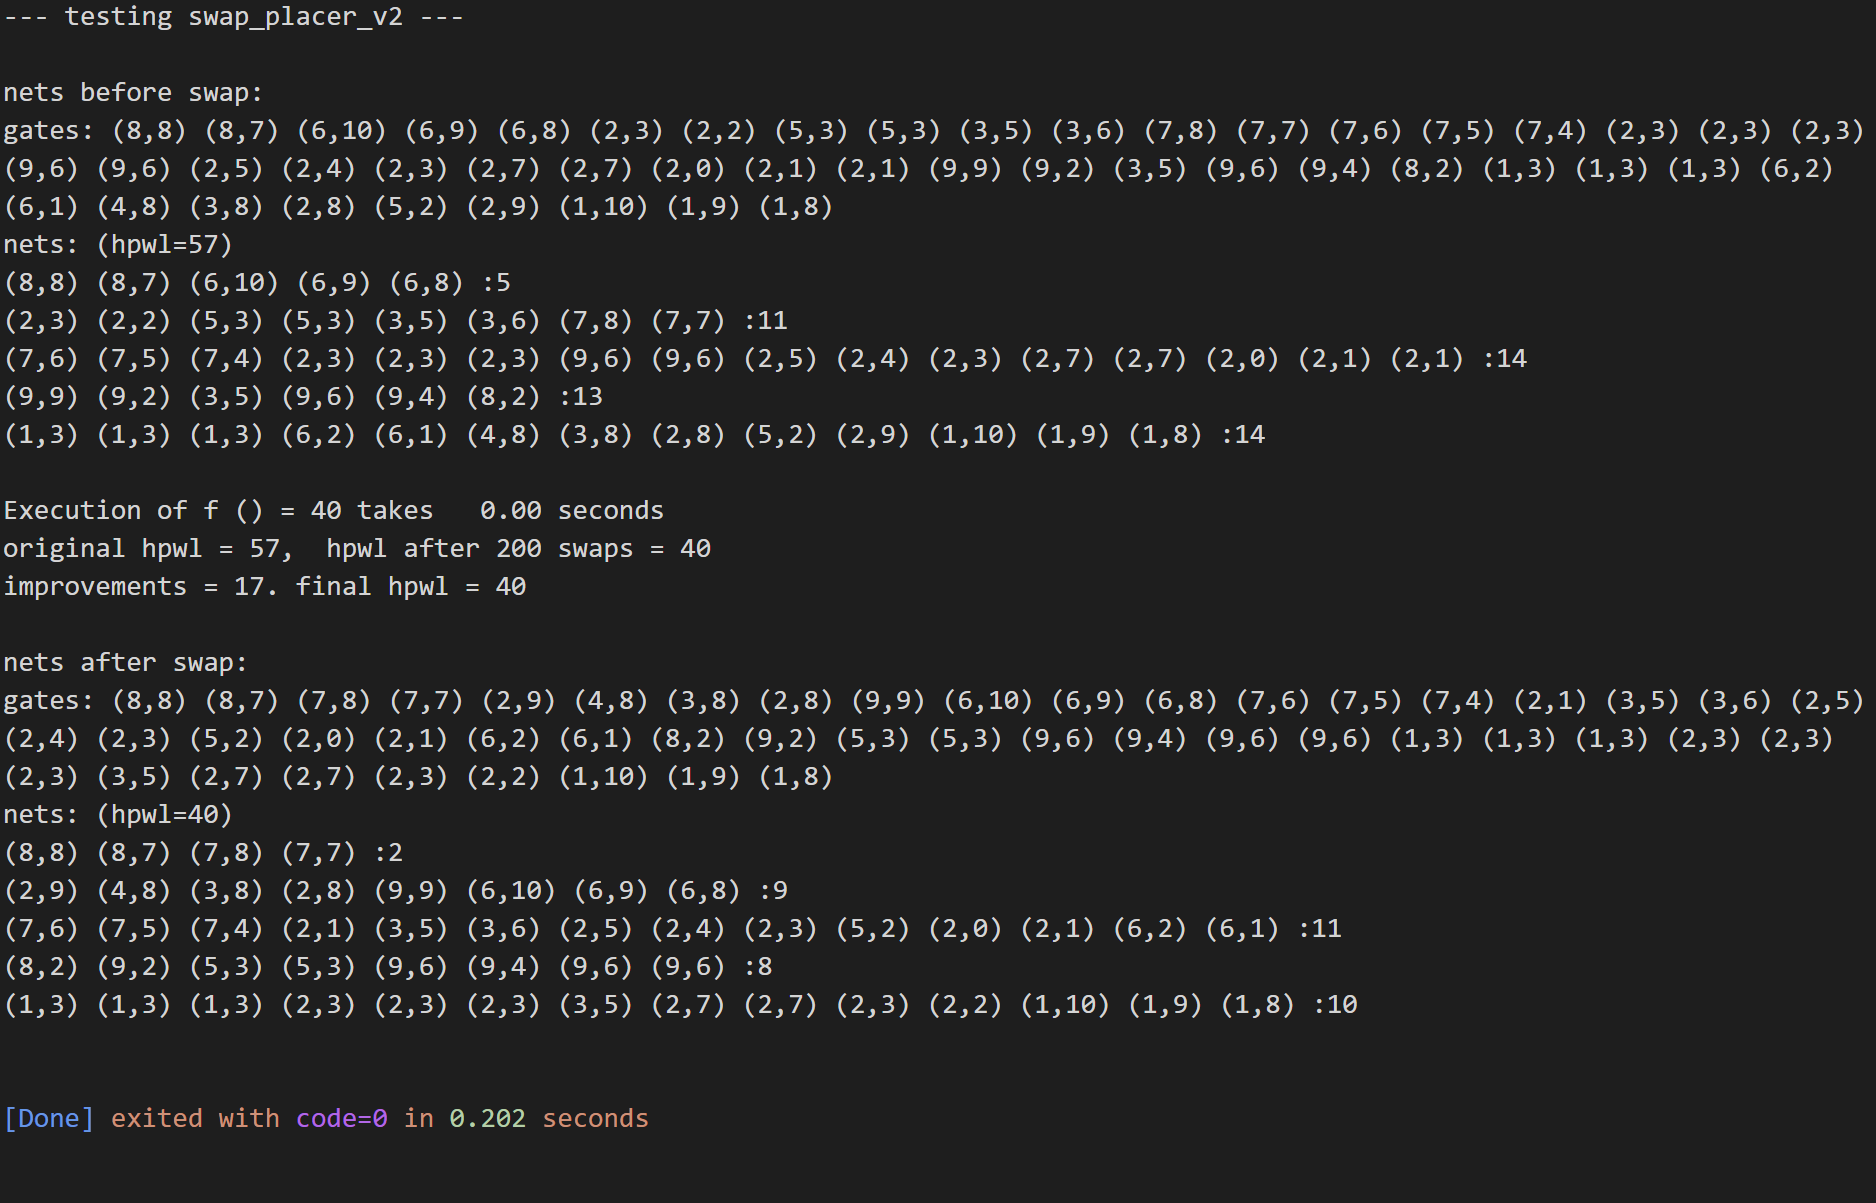 --- testing swap_placer_v2 ---
nets before swap:
gates: (8,8) (8,7) (6,10) (6,9) (6,8) (2,3) (2,2) (5,3) (5,3) (3,5) (3,6) (7,8) (7,7) (7,6) (7,5) (7,4) (2,3) (2,3) (2,3)
(9,6) (9,6) (2,5) (2,4) (2,3) (2,7) (2,7) (2,0) (2,1) (2,1) (9,9) (9,2) (3,5) (9,6) (9,4) (8,2) (1,3) (1,3) (1,3) (6,2)
(6,1) (4,8) (3,8) (2,8) (5,2) (2,9) (1,10) (1,9) (1,8)
nets: (hpwl=57)
(8,8) (8,7) (6,10) (6,9) (6,8) :5
(2,3) (2,2) (5,3) (5,3) (3,5) (3,6) (7,8) (7,7) :11
(7,6) (7,5) (7,4) (2,3) (2,3) (2,3) (9,6) (9,6) (2,5) (2,4) (2,3) (2,7) (2,7) (2,0) (2,1) (2,1) :14
(9,9) (9,2) (3,5) (9,6) (9,4) (8,2) :13
(1,3) (1,3) (1,3) (6,2) (6,1) (4,8) (3,8) (2,8) (5,2) (2,9) (1,10) (1,9) (1,8) :14
Execution of f () = 40 takes   0.00 seconds
original hpwl = 57,  hpwl after 200 swaps = 40
improvements = 17. final hpwl = 40
nets after swap:
gates: (8,8) (8,7) (7,8) (7,7) (2,9) (4,8) (3,8) (2,8) (9,9) (6,10) (6,9) (6,8) (7,6) (7,5) (7,4) (2,1) (3,5) (3,6) (2,5)
(2,4) (2,3) (5,2) (2,0) (2,1) (6,2) (6,1) (8,2) (9,2) (5,3) (5,3) (9,6) (9,4) (9,6) (9,6) (1,3) (1,3) (1,3) (2,3) (2,3)
(2,3) (3,5) (2,7) (2,7) (2,3) (2,2) (1,10) (1,9) (1,8)
nets: (hpwl=40)
(8,8) (8,7) (7,8) (7,7) :2
(2,9) (4,8) (3,8) (2,8) (9,9) (6,10) (6,9) (6,8) :9
(7,6) (7,5) (7,4) (2,1) (3,5) (3,6) (2,5) (2,4) (2,3) (5,2) (2,0) (2,1) (6,2) (6,1) :11
(8,2) (9,2) (5,3) (5,3) (9,6) (9,4) (9,6) (9,6) :8
(1,3) (1,3) (1,3) (2,3) (2,3) (2,3) (3,5) (2,7) (2,7) (2,3) (2,2) (1,10) (1,9) (1,8) :10
[Done] exited with code=0 in 0.202 seconds